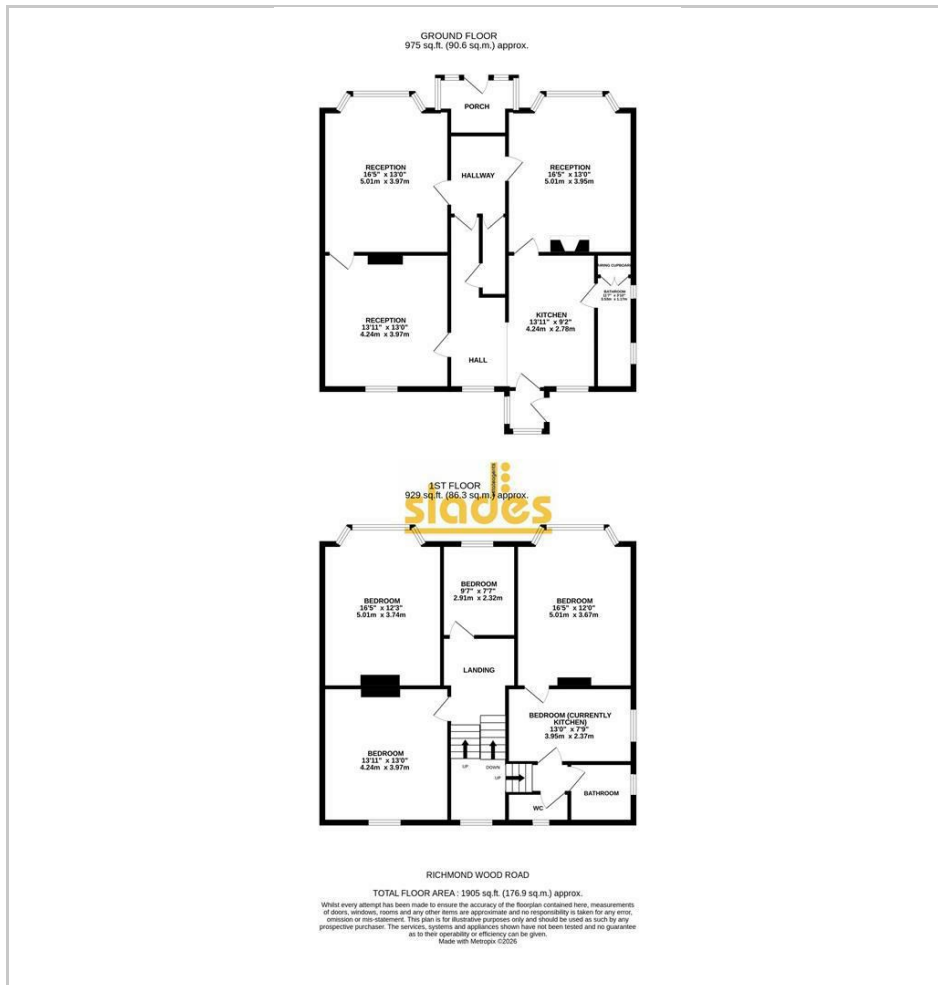 GROUND FLOOR
975 sq.ft. (90.6 sq.m.) approx.
PORCH
RECEPTION
16'5" x 13'0"
5.01m x 3.97m
HALLWAY
RECEPTION
16'5" x 13'0"
5.01m x 3.95m
CUPBOARD
BATHROOM
RECEPTION
13'11" x 13'0"
4.24m x 3.97m
KITCHEN
13'11" x 9'2"
4.24m x 2.78m
HALL
1ST FLOOR
929 sq.ft. (86.3 sq.m.) approx.
slades
BEDROOM
16'5" x 12'3"
5.01m x 3.74m
BEDROOM
9'7" x 7'7"
2.91m x 2.32m
BEDROOM
16'5" x 12'0"
5.01m x 3.67m
LANDING
BEDROOM (CURRENTLY
KITCHEN)
13'0" x 7'9"
3.95m x 2.37m
BEDROOM
13'11" x 13'0"
4.24m x 3.97m
UP
DOWN
UP
BATHROOM
WC
RICHMOND WOOD ROAD
TOTAL FLOOR AREA : 1905 sq.ft. (176.9 sq.m.) approx.
Whilst every attempt has been made to ensure the accuracy of the floorplan contained here, measurements
of doors, windows, rooms and any other items are approximate and no responsibility is taken for any error,
omission or mis-statement. This plan is for illustrative purposes only and should be used as such by any
prospective purchaser. The services, systems and appliances shown have not been tested and no guarantee
as to their operability or efficiency can be given.
Made with Metropix ©2026